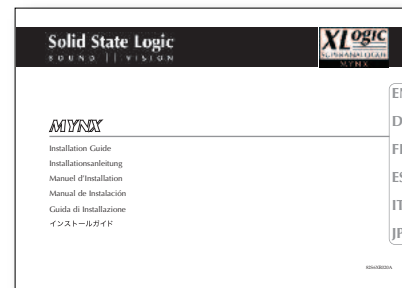 Solid State Logic
SOUND || VISION
XLogic
SUPERANALOGUE
MYNX
MYNX
Installation Guide
Installationsanleitung
Manuel d'Installation
Manual de Instalación
Guida di Installazione
インストールガイド
EN
D
FR
ES
IT
JP